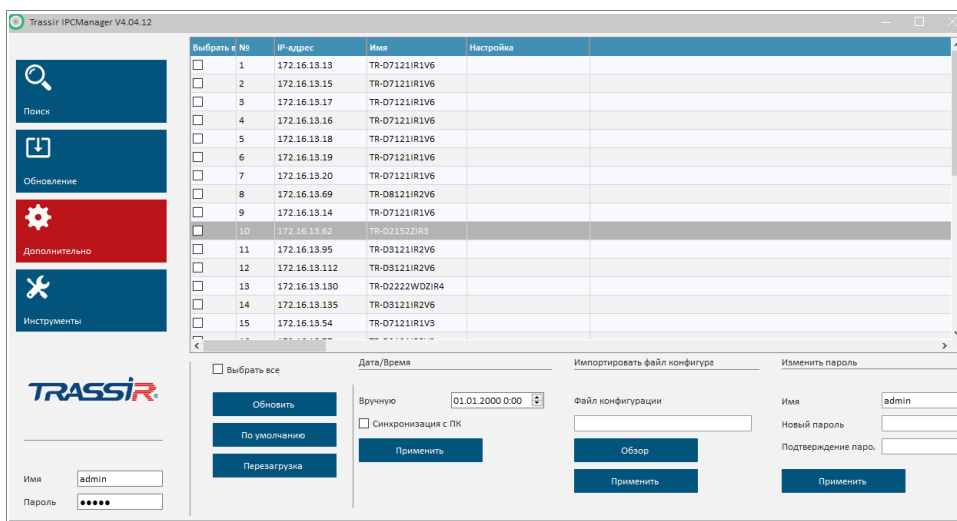 Trassir IPCManager V4.04.12
Поиск
Обновление
Дополнительно
Инструменты
TRASSIR
Имя admin
Пароль •••••
Выбрать в № IP-адрес Имя Настройка
1 172.16.13.13 TR-D7121IR1V6
2 172.16.13.15 TR-D7121IR1V6
3 172.16.13.17 TR-D7121IR1V6
4 172.16.13.16 TR-D7121IR1V6
5 172.16.13.18 TR-D7121IR1V6
6 172.16.13.19 TR-D7121IR1V6
7 172.16.13.20 TR-D7121IR1V6
8 172.16.13.69 TR-D8121IR2V6
9 172.16.13.14 TR-D7121IR1V6
10 172.16.13.62 TR-D2152ZIR3
11 172.16.13.95 TR-D3121IR2V6
12 172.16.13.112 TR-D3121IR2V6
13 172.16.13.130 TR-D2222WDZIR4
14 172.16.13.135 TR-D3121IR2V6
15 172.16.13.54 TR-D7121IR1V3
Выбрать все
Обновить
По умолчанию
Перезагрузка
Дата/Время
Вручную 01.01.2000 0:00
Синхронизация с ПК
Применить
Импортировать файл конфигура
Файл конфигурации
Обзор
Применить
Изменить пароль
Имя admin
Новый пароль
Подтверждение паро
Применить